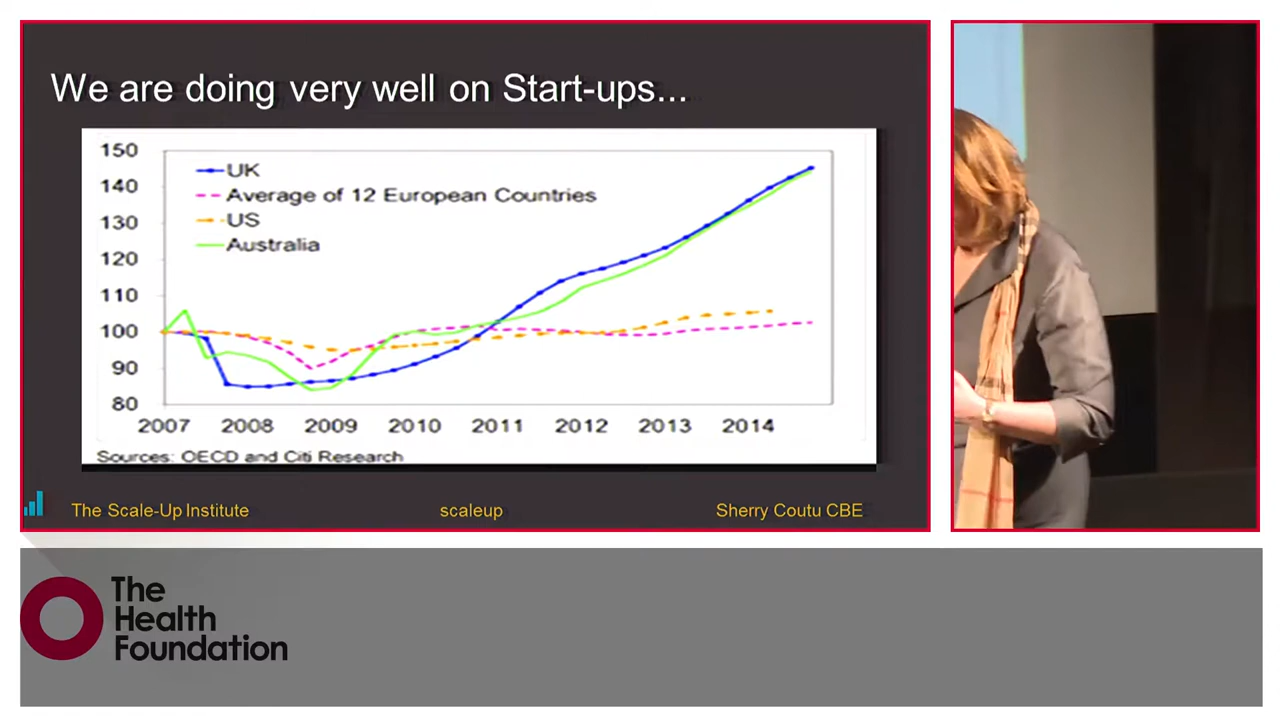 We are doing very well on Start-ups...
150
140
130
120
110
100
90
80
UK
Average of 12 European Countries
US
Australia
2007 2008 2009 2010 2011 2012 2013 2014
Sources: OECD and Citi Research
The Scale-Up Institute scaleup Sherry Coutu CBE
The
Health
Foundation